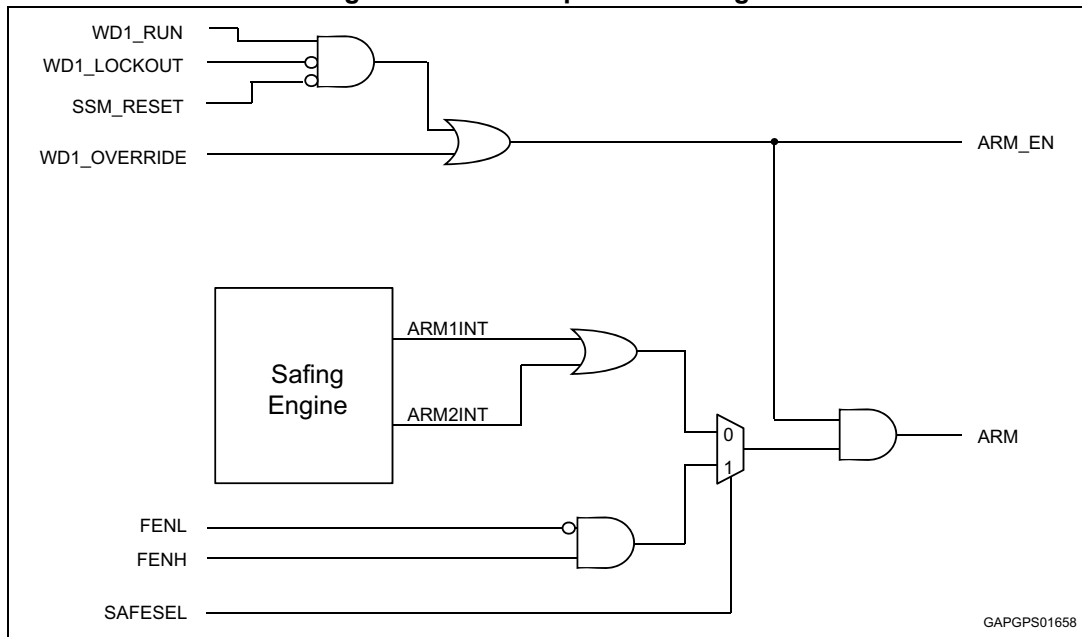 WD1_RUN
WD1_LOCKOUT
SSM_RESET
WD1_OVERRIDE
ARM_EN
ARM1INT
Safing
Engine
ARM2INT
0
1
ARM
FENL
FENH
SAFESEL
GAPGPS01658